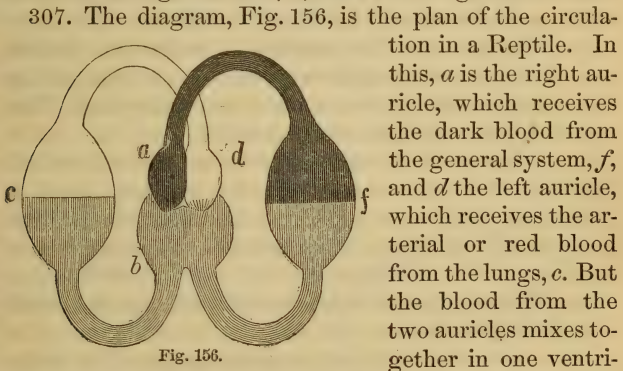 307. The diagram, Fig. 156, is the plan of the circula-
tion in a Reptile. In
this, a is the right au-
ricle, which receives
the dark blood from
the general system, f,
and d the left auricle,
which receives the ar-
terial or red blood
from the lungs, c. But
the blood from the
two auricles mixes to-
gether in one ventri-
a
d
c
f
b
Fig. 156.